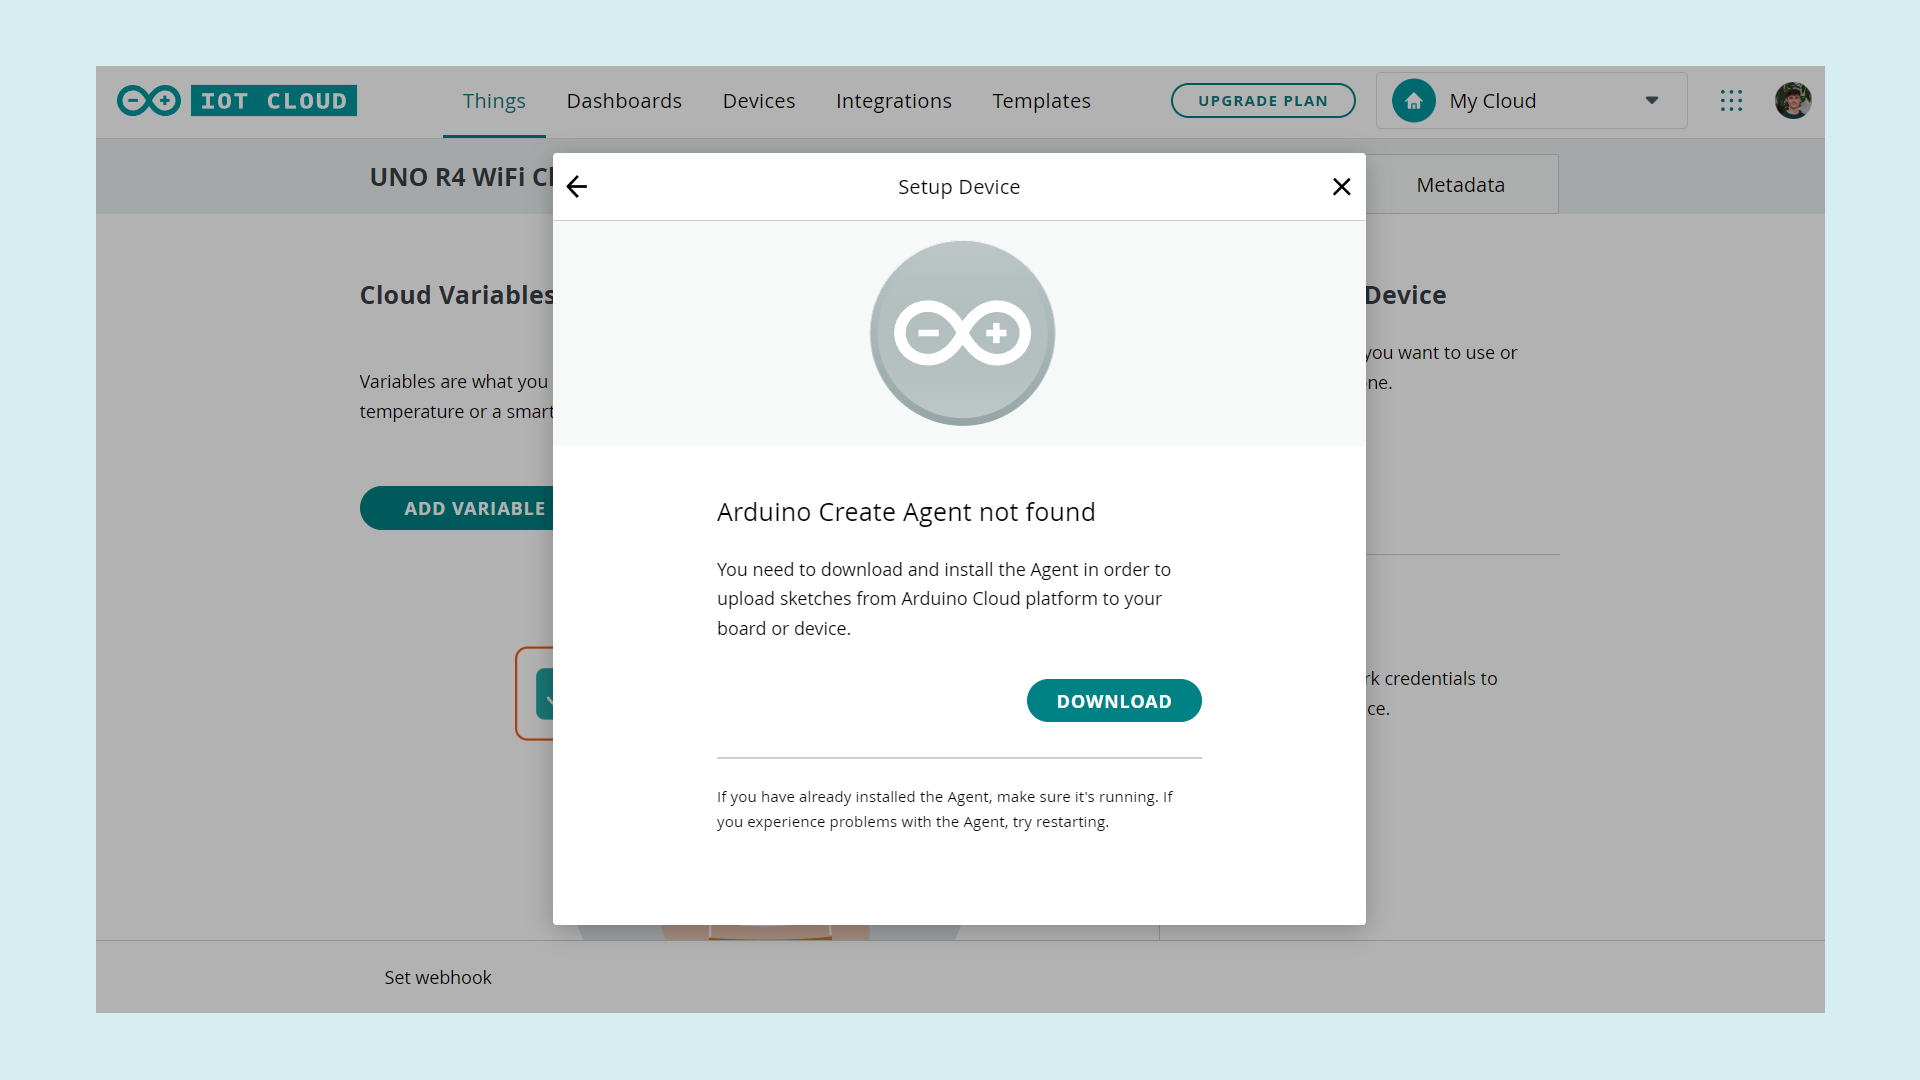 IOT CLOUD
Things
Dashboards
Devices
Integrations
Templates
UPGRADE PLAN
My Cloud
UNO R4 WiFi Cl
Metadata
Setup Device
Cloud Variables
Variables are what you
temperature or a smart
ADD VARIABLE
Arduino Create Agent not found
You need to download and install the Agent in order to
upload sketches from Arduino Cloud platform to your
board or device.
DOWNLOAD
If you have already installed the Agent, make sure it's running. If
you experience problems with the Agent, try restarting.
Device
you want to use or
ne.
rk credentials to
ce.
Set webhook